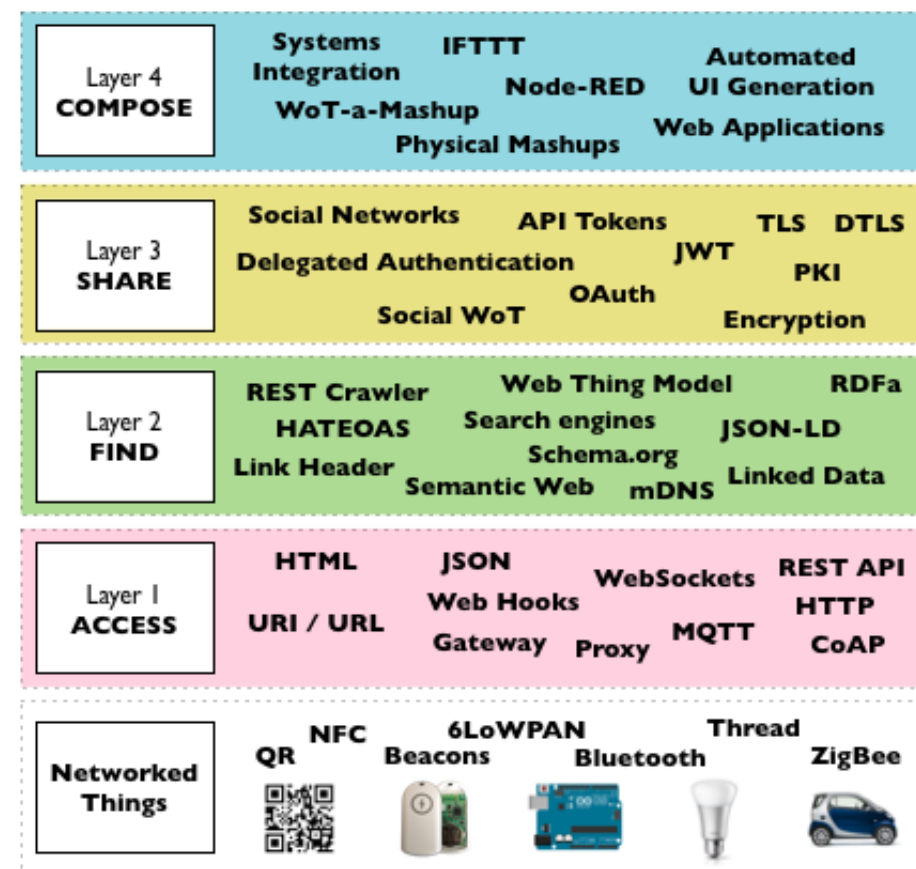 Layer 4
COMPOSE
Systems
Integration
IFTTT
Automated
UI Generation
Node-RED
WoT-a-Mashup
Web Applications
Physical Mashups
Layer 3
SHARE
Social Networks
API Tokens
TLS
DTLS
JWT
Delegated Authentication
PKI
OAuth
Social WoT
Encryption
Layer 2
FIND
REST Crawler
Web Thing Model
RDFa
HATEOAS
Search engines
JSON-LD
Schema.org
Link Header
Linked Data
Semantic Web
mDNS
Layer 1
ACCESS
HTML
JSON
WebSockets
REST API
Web Hooks
HTTP
URI / URL
MQTT
Gateway
Proxy
CoAP
Networked
Things
NFC
6LoWPAN
Thread
QR
Beacons
Bluetooth
ZigBee